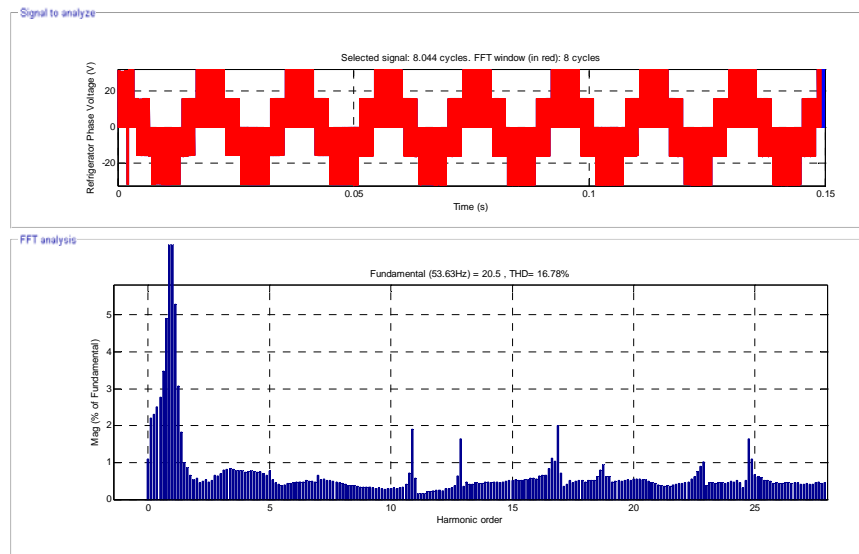 Signal to analyze
Selected signal: 8.044 cycles. FFT window (in red): 8 cycles
Refrigerator Phase Voltage (V)
20
0
-20
0
0.05
0.1
0.15
Time (s)
FFT analysis
Fundamental (53.63Hz) = 20.5 , THD= 16.78%
Mag (% of Fundamental)
5
4
3
2
1
0
0
5
10
15
20
25
Harmonic order